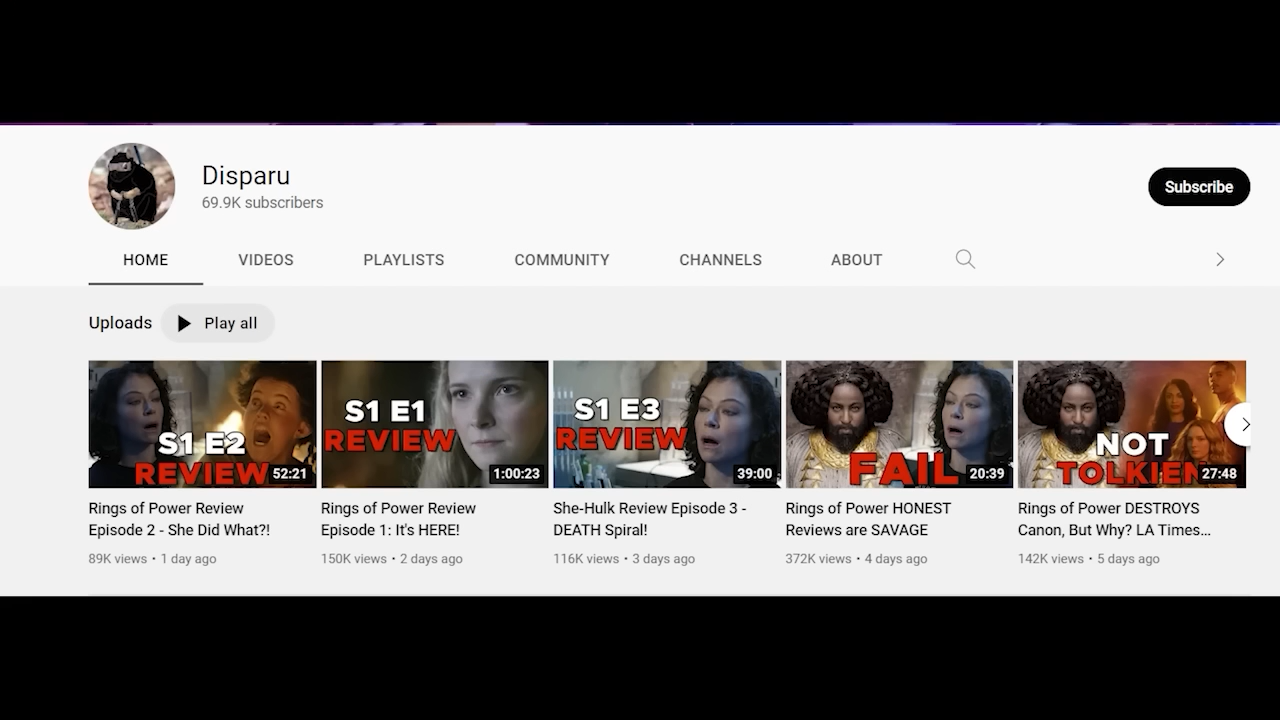 Disparu
69.9K subscribers
Subscribe
HOME
VIDEOS
PLAYLISTS
COMMUNITY
CHANNELS
ABOUT
Uploads
Play all
S1 E2
REVIEW
52:21
S1 E1
REVIEW
1:00:23
S1 E3
REVIEW
39:00
FAIL
20:39
NOT
TOLKIEN
27:48
Rings of Power Review
Episode 2 - She Did What?!
89K views • 1 day ago
Rings of Power Review
Episode 1: It's HERE!
150K views • 2 days ago
She-Hulk Review Episode 3 -
DEATH Spiral!
116K views • 3 days ago
Rings of Power HONEST
Reviews are SAVAGE
372K views • 4 days ago
Rings of Power DESTROYS
Canon, But Why? LA Times...
142K views • 5 days ago